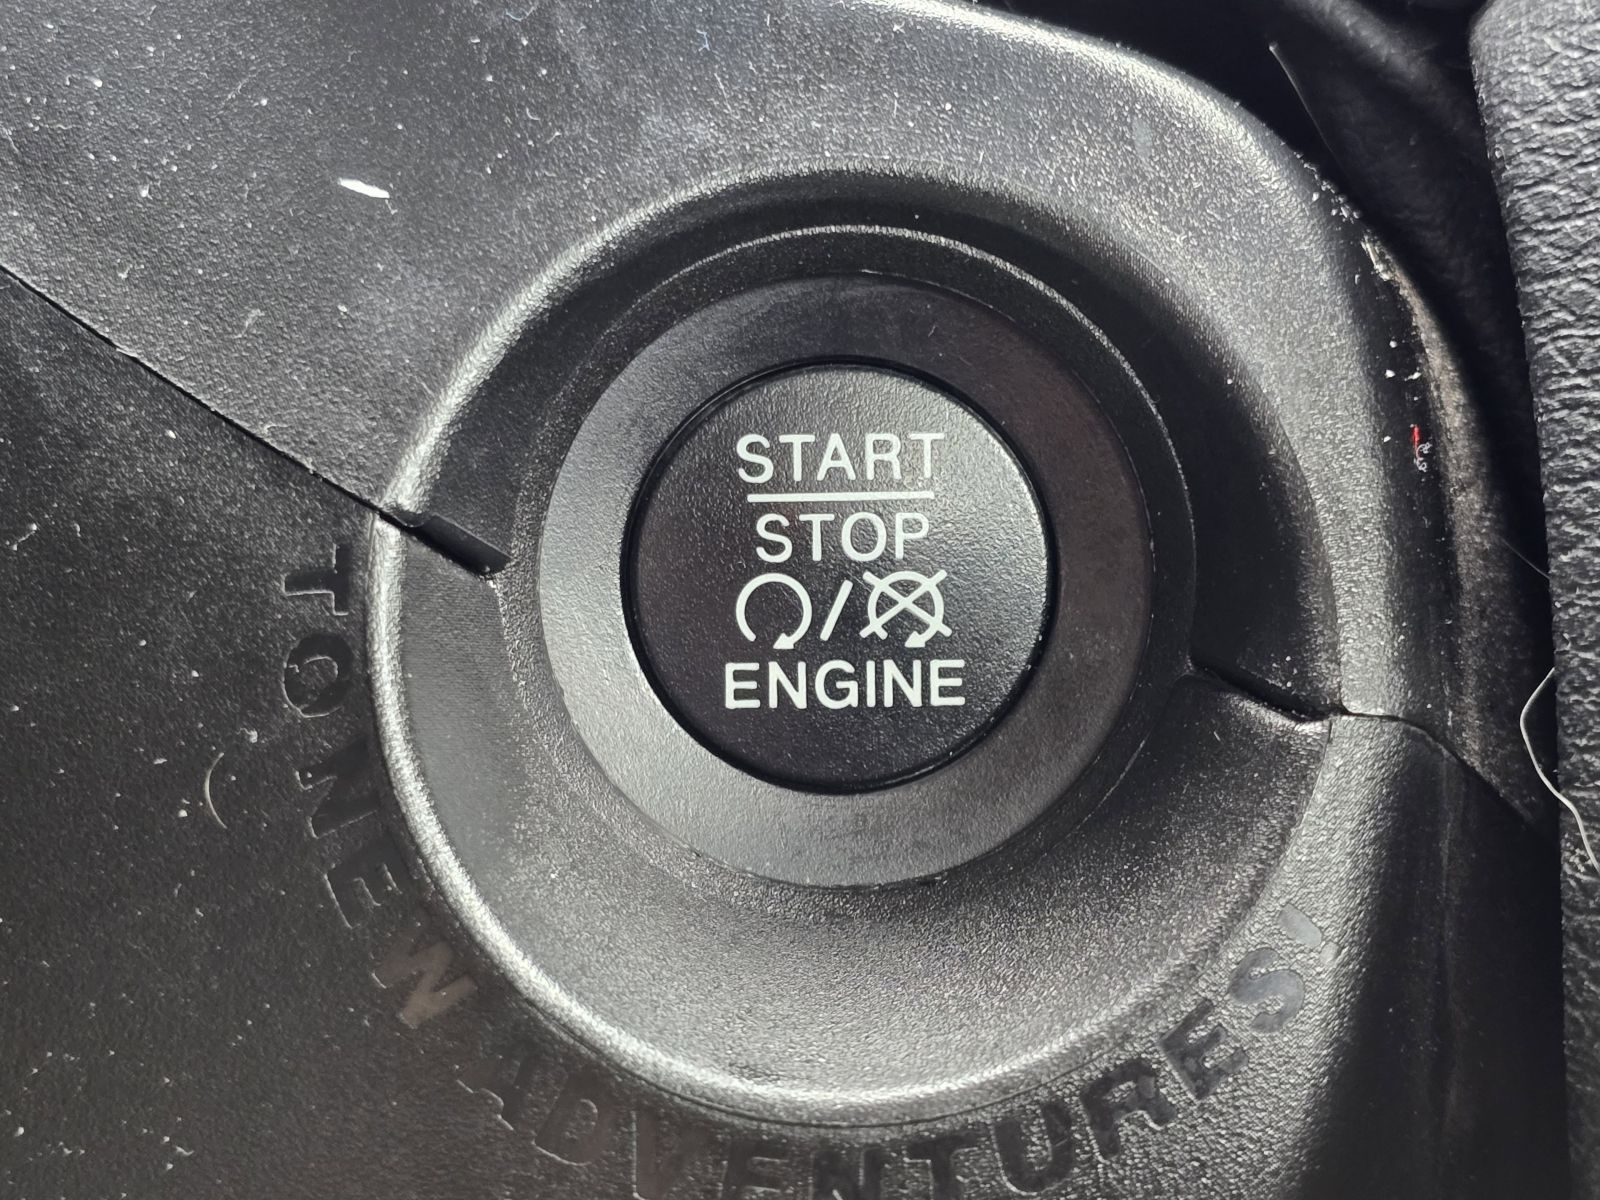 START
STOP
/
ENGINE
TO NEW ADVENTURES!